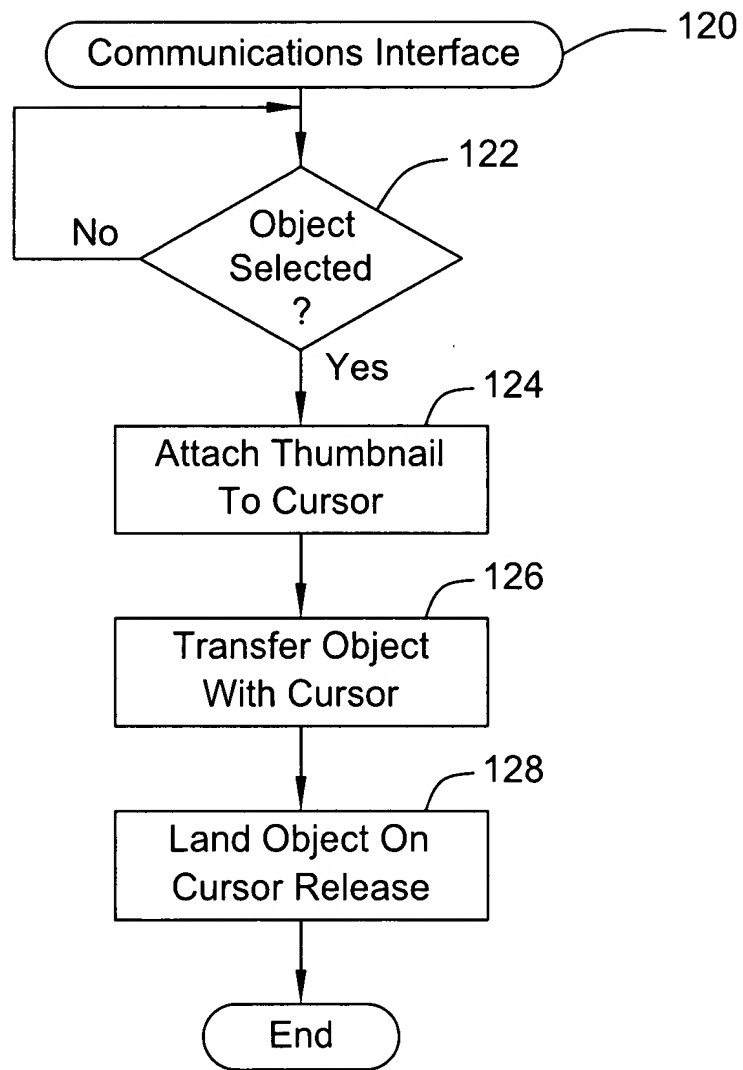 Communications Interface
120
122
Object
Selected
?
No
Yes
124
Attach Thumbnail
To Cursor
126
Transfer Object
With Cursor
128
Land Object On
Cursor Release
End